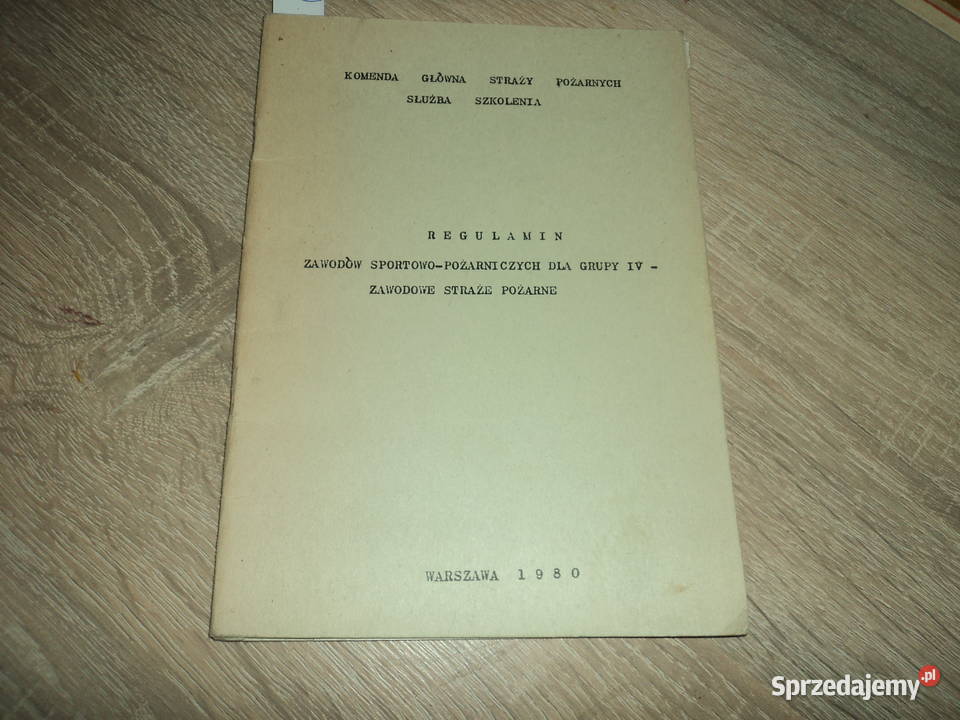 KOMENDA GŁÓWNA STRAŻY POŻARNYCH
SŁUŻBA SZKOLENIA
REGULAMIN
ZAWODÓW SPORTOWO-POŻARNICZYCH DLA GRUPY IV -
ZAWODOWE STRAŻE POŻARNE
WARSZAWA 1980
Sprzedajemy.pl